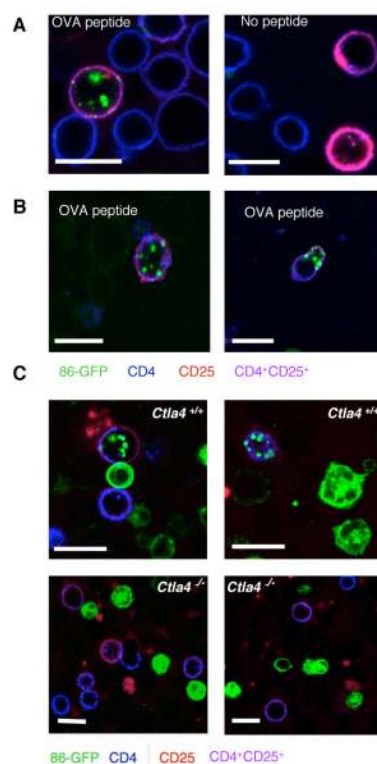 A
OVA peptide
No peptide
B
OVA peptide
OVA peptide
86-GFP CD4 CD25 CD4⁺CD25⁺
C
Ctla4 +/+
Ctla4 +/+
Ctla4 -/-
Ctla4 -/-
86-GFP CD4 CD25 CD4⁺CD25⁺